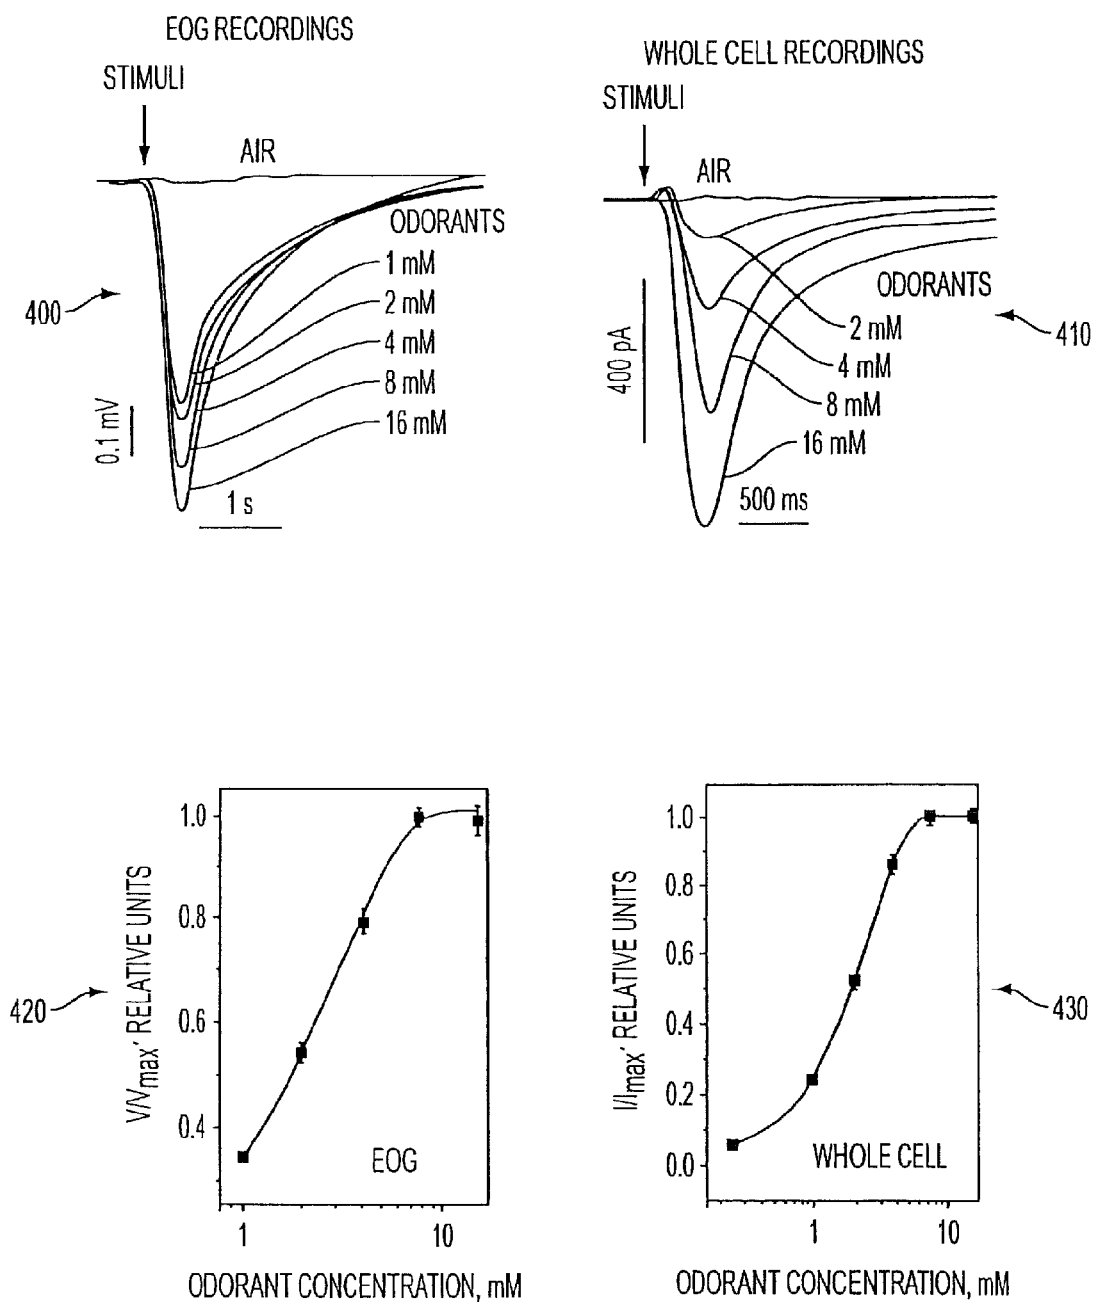 EOG RECORDINGS
STIMULI
AIR
ODORANTS
1 mM
2 mM
4 mM
8 mM
16 mM
400
0.1 mV
1 s
WHOLE CELL RECORDINGS
STIMULI
AIR
ODORANTS
2 mM
4 mM
8 mM
16 mM
410
400 pA
500 ms
1.0
0.8
0.6
0.4
V/Vmax, RELATIVE UNITS
420
EOG
1 10
ODORANT CONCENTRATION, mM
1.0
0.8
0.6
0.4
0.2
0.0
I/Imax, RELATIVE UNITS
430
WHOLE CELL
1 10
ODORANT CONCENTRATION, mM